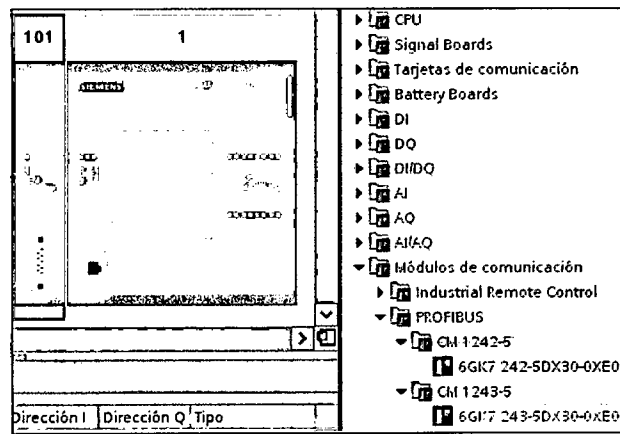 101
1
SIEMENS
Dirección I Dirección Q Tipo
CPU
Signal Boards
Tarjetas de comunicación
Battery Boards
DI
DQ
DI/DQ
AI
AQ
AI/AQ
Módulos de comunicación
Industrial Remote Control
PROFIBUS
CM 1242-5
6GK7 242-5DX30-0XE0
CM 1243-5
6GK7 243-5DX30-0XE0